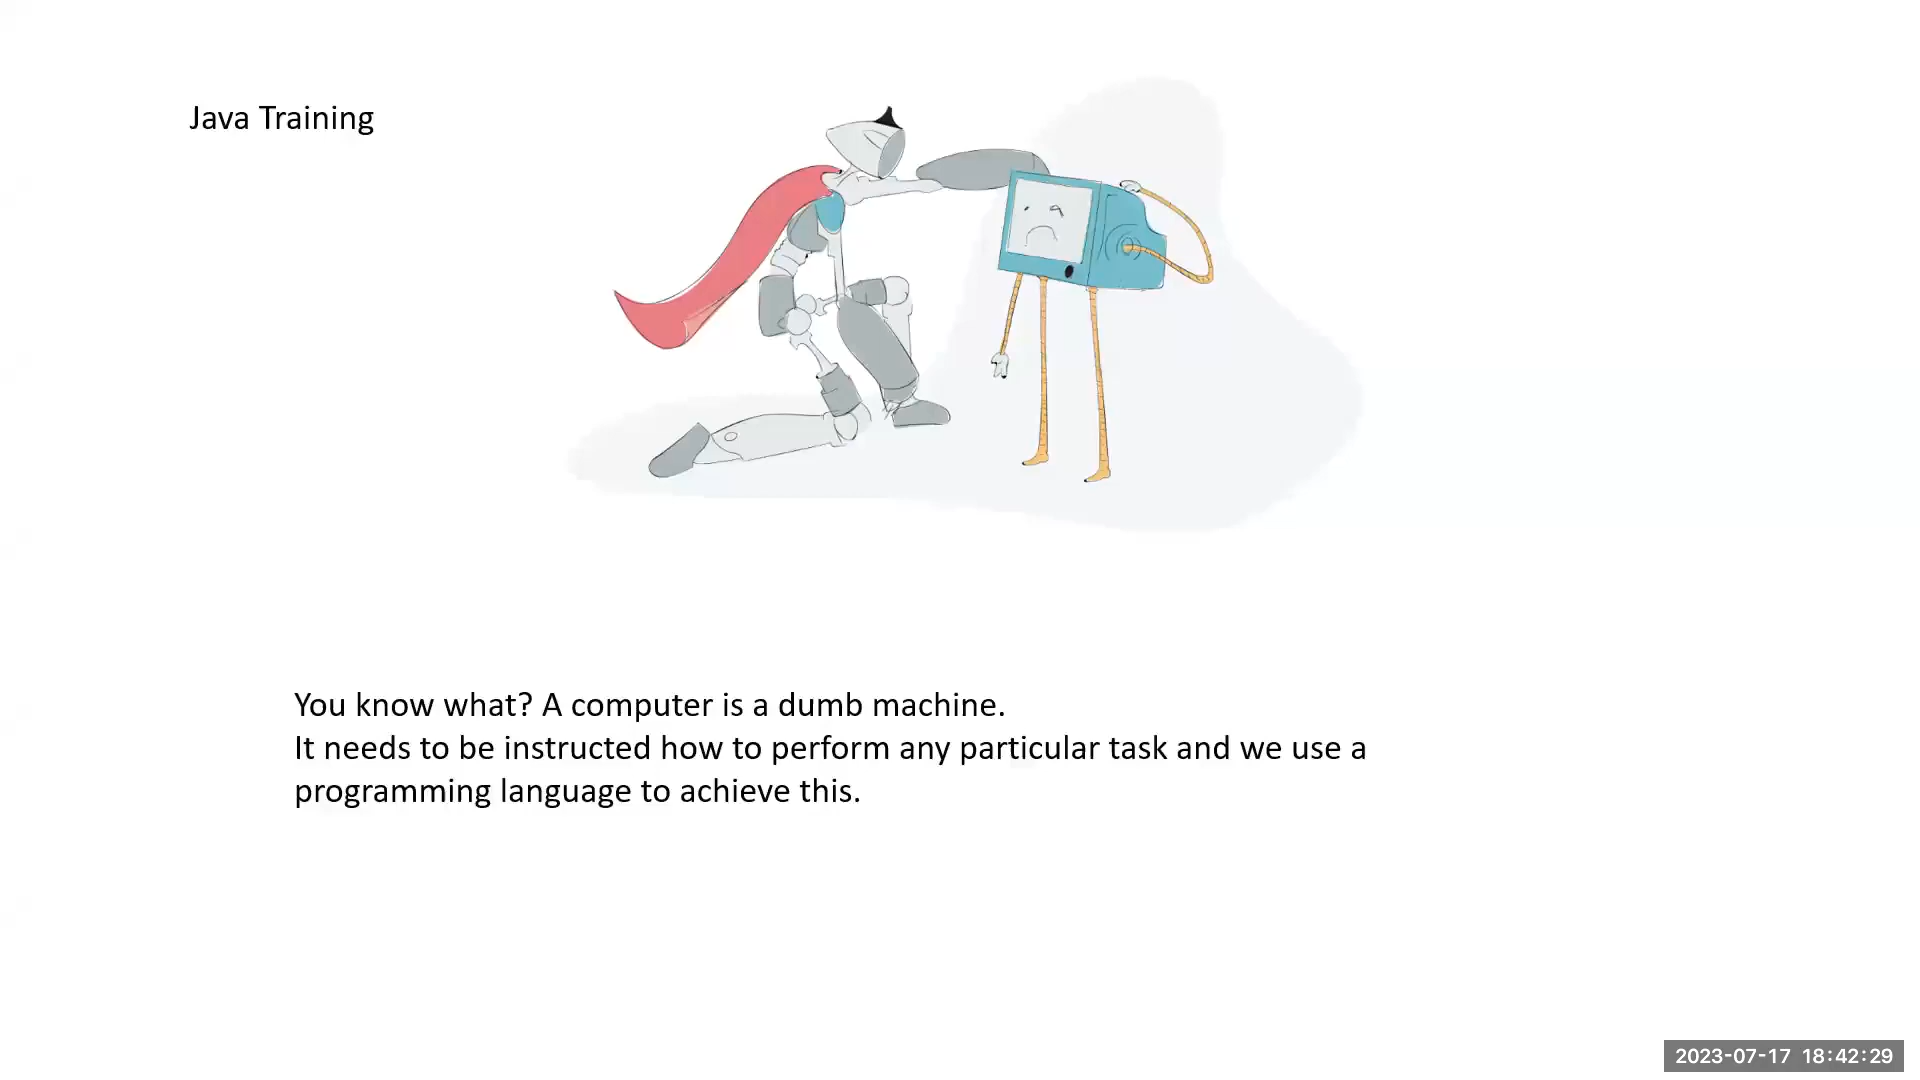 Java Training
You know what? A computer is a dumb machine.
It needs to be instructed how to perform any particular task and we use a
programming language to achieve this.
2023-07-17 18:42:29